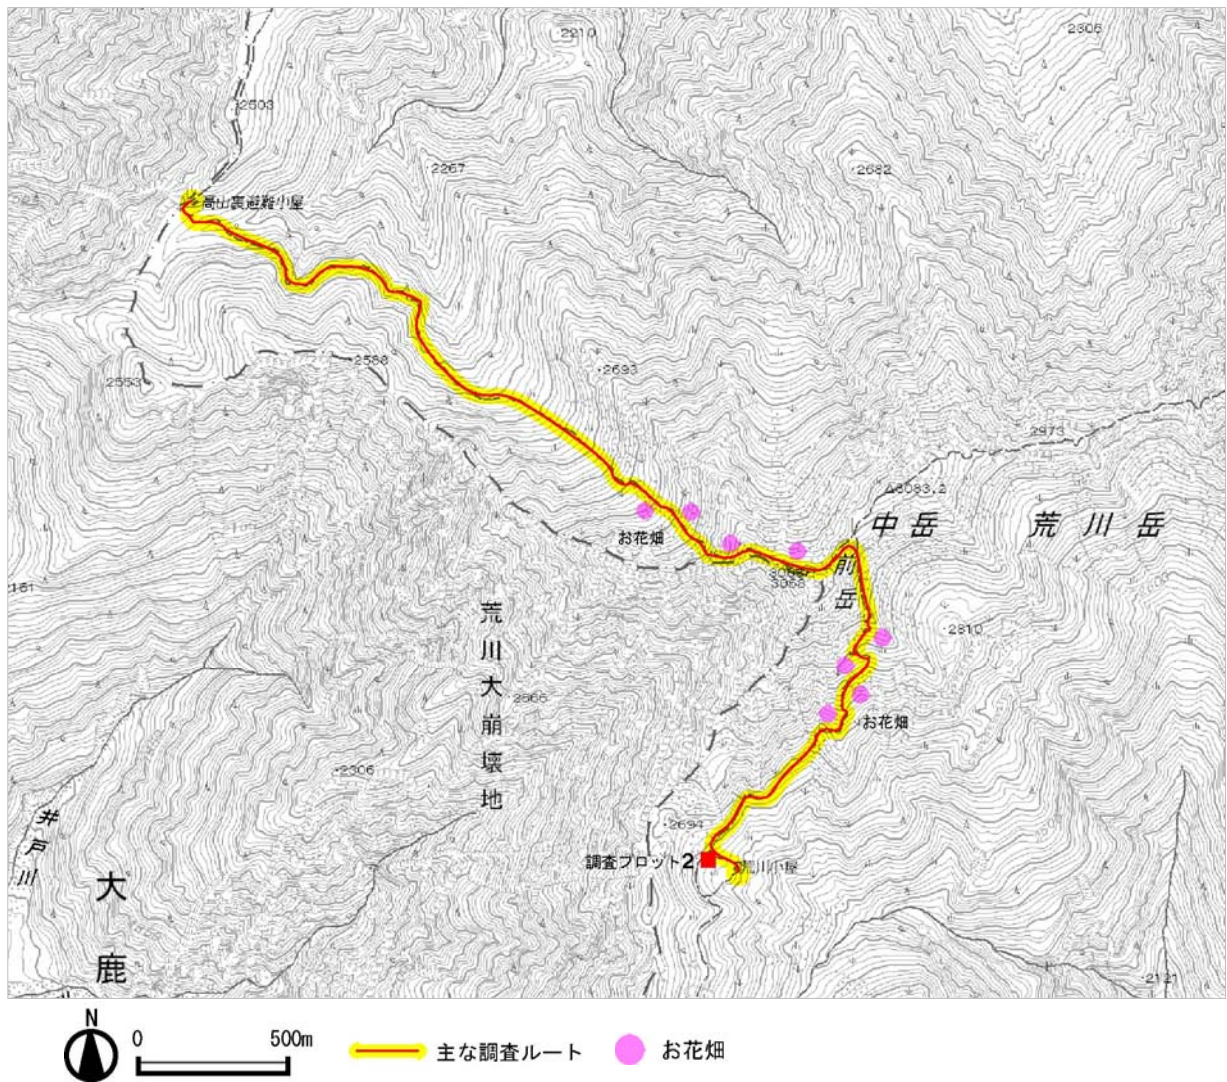 2210
2305
2503
2267
2682
高山裏避難小屋
2588
2553
2693
2973
△3083.2
中岳
荒川岳
お花畑
前岳
3068
荒川大崩壊地
2810
2306
お花畑
井戸川
2694
調査プロット2
荒川小屋
大鹿
2121
N
0
500m
主な調査ルート
お花畑